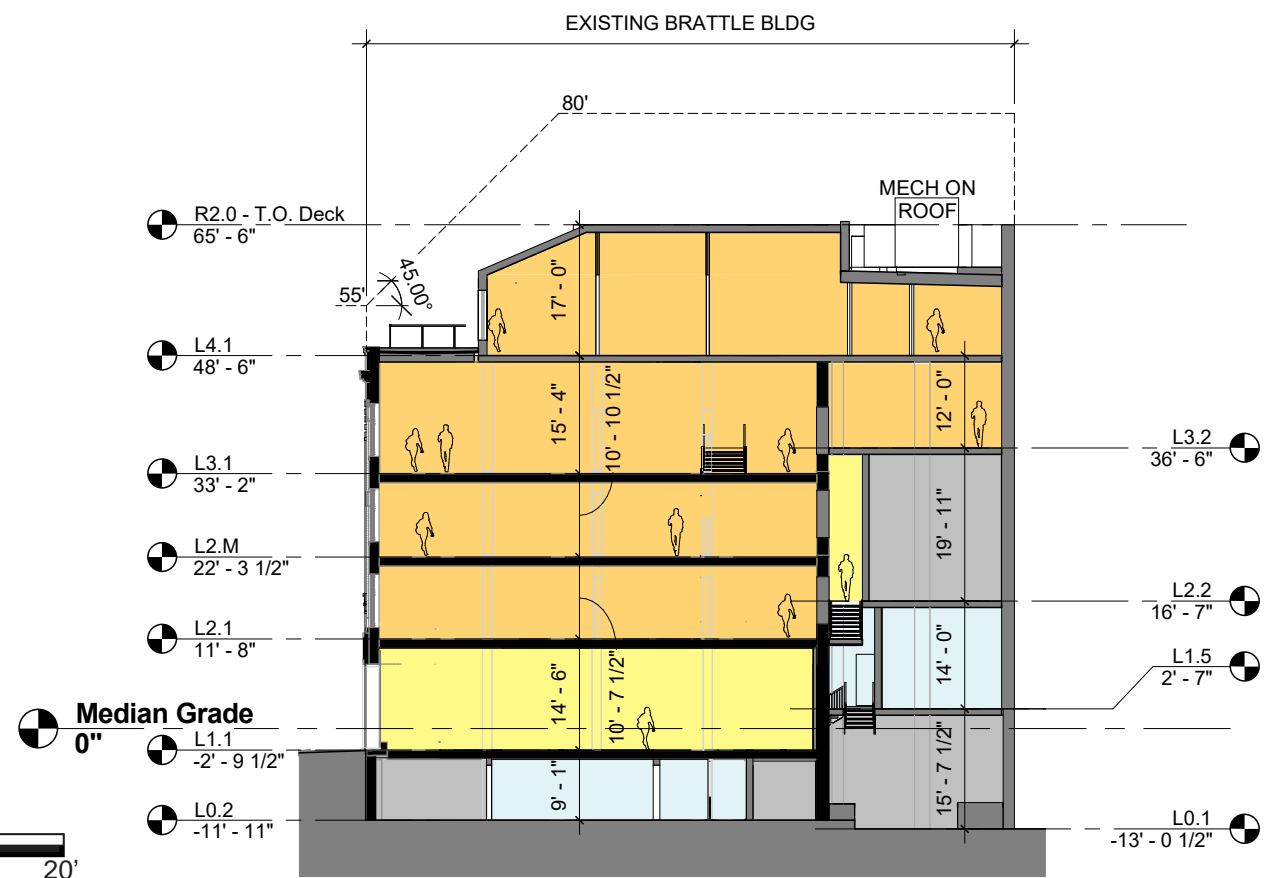 EXISTING BRATTLE BLDG
80'
MECH ON
ROOF
R2.0 - T.O. Deck
65' - 6"
45.00°
55'
17' - 0"
L4.1
48' - 6"
15' - 4"
10' - 10 1/2"
12' - 0"
L3.2
36' - 6"
L3.1
33' - 2"
19' - 11"
L2.M
22' - 3 1/2"
L2.2
16' - 7"
L2.1
11' - 8"
14' - 6"
10' - 7 1/2"
14' - 0"
L1.5
2' - 7"
Median Grade
0"
L1.1
-2' - 9 1/2"
9' - 1"
15' - 7 1/2"
L0.2
-11' - 11"
L0.1
-13' - 0 1/2"
20'